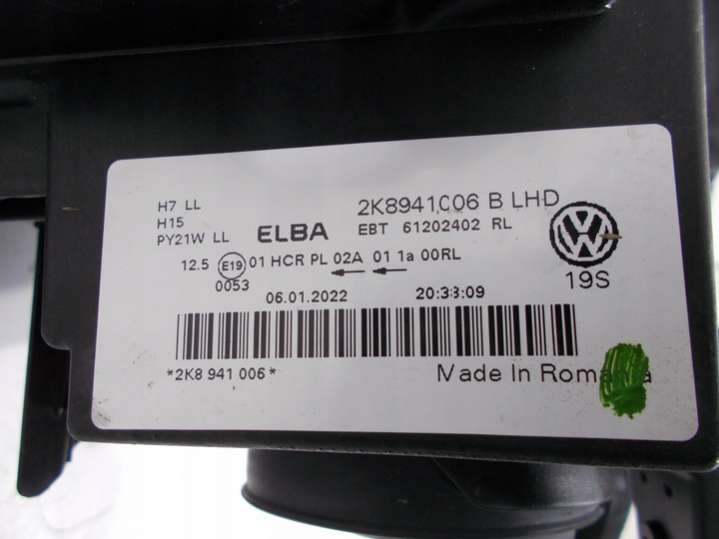 H7 LL
H15
PY21W LL
ELBA
2K8941006 B LHD
EBT 61202402 RL
12.5 E19 01 HCR PL 02A 01 1a 00RL
0053
19S
06.01.2022 20:38:09
*2K8 941 006*
Made In Romania